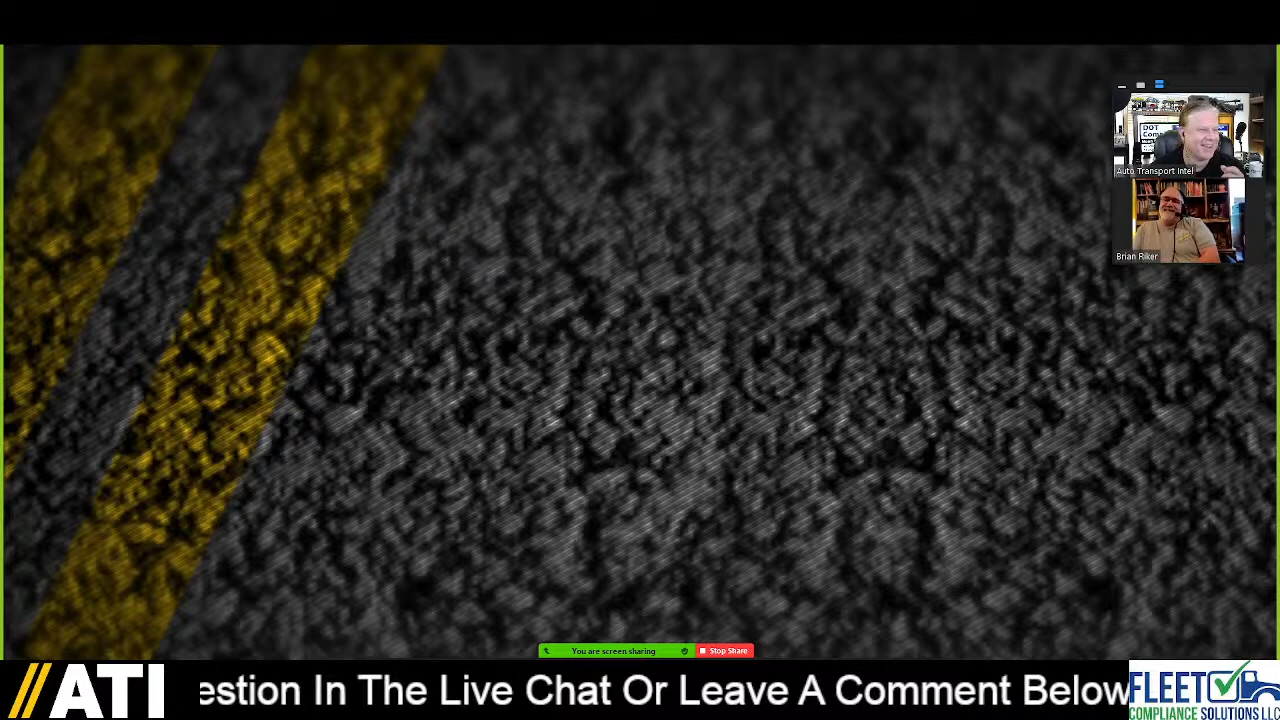 DOT
Auto Transport Intel
Brian Riker
You are screen sharing
Stop Share
ATI
estion In The Live Chat Or Leave A Comment Below
FLEET
COMPLIANCE SOLUTIONS LLC